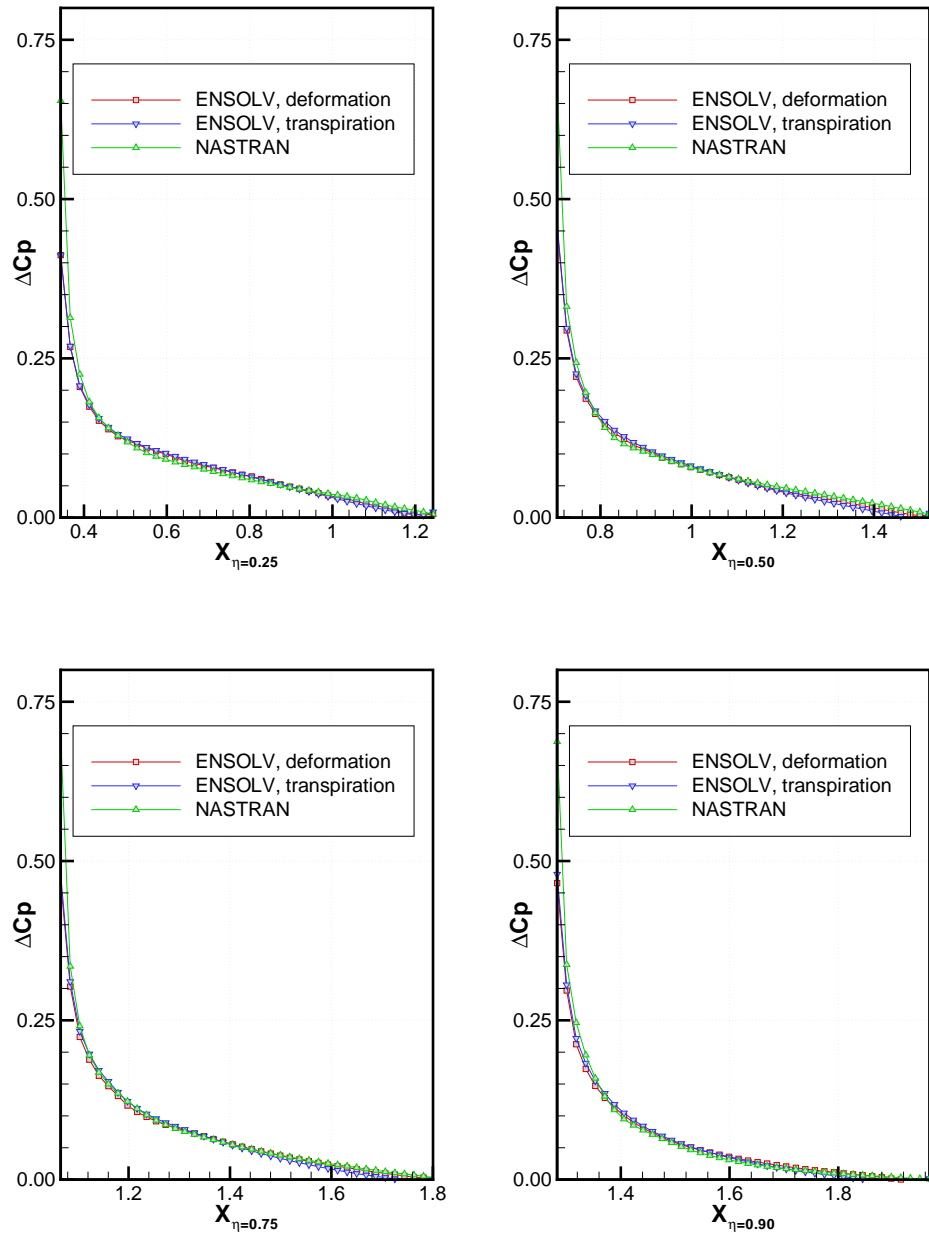 0.75
ENSOLV, deformation
ENSOLV, transpiration
NASTRAN
0.50
ΔCp
0.25
0.00
0.4 0.6 0.8 1 1.2
X η=0.25
0.75
ENSOLV, deformation
ENSOLV, transpiration
NASTRAN
0.50
ΔCp
0.25
0.00
0.8 1 1.2 1.4
X η=0.50
0.75
ENSOLV, deformation
ENSOLV, transpiration
NASTRAN
0.50
ΔCp
0.25
0.00
1.2 1.4 1.6 1.8
X η=0.75
0.75
ENSOLV, deformation
ENSOLV, transpiration
NASTRAN
0.50
ΔCp
0.25
0.00
1.4 1.6 1.8
X η=0.90